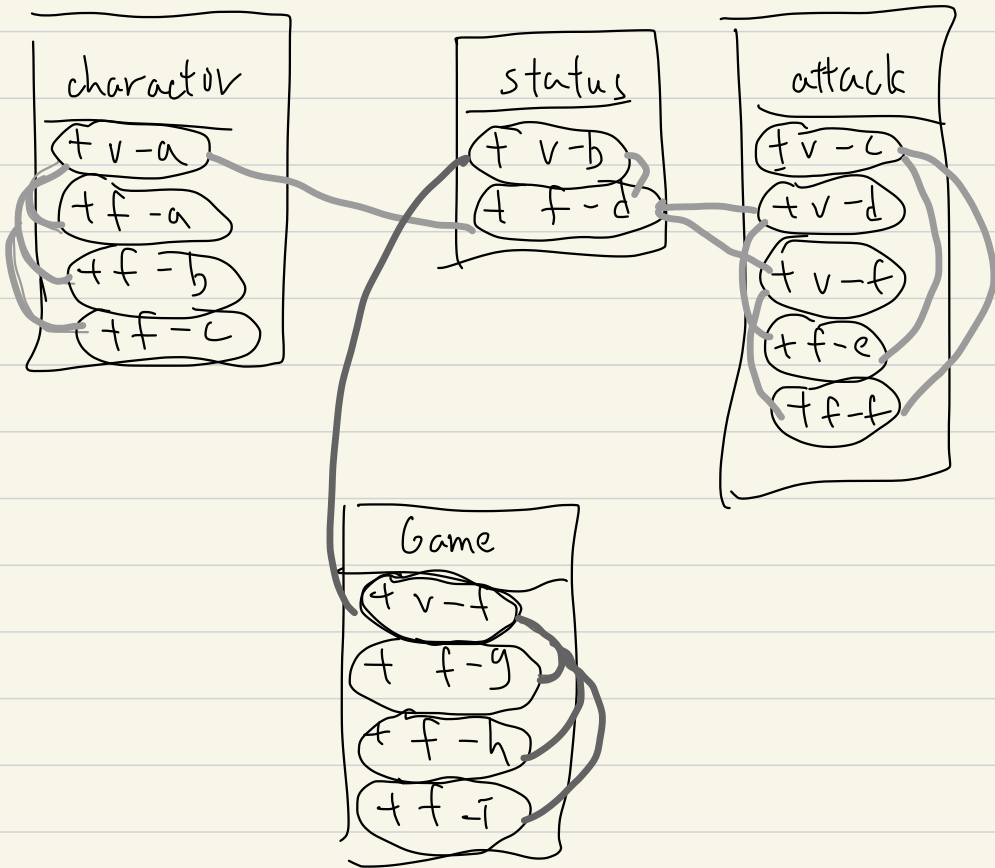 charactor
+ v-a
+ f-a
+ f-b
+ f-c
status
+ v-b
+ f-d
attack
+ v-c
+ v-d
+ v-f
+ f-e
+ f-f
Game
+ v-f
+ f-g
+ f-h
+ f-i